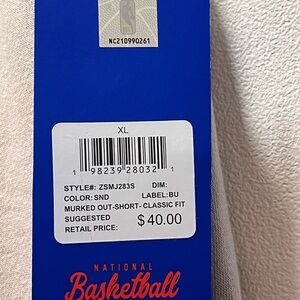 NC210990261
XL
1 98239 28032 1
STYLE#: ZSMJ283S DIM:
COLOR: SND LABEL:BU
MURKED OUT-SHORT- CLASSIC FIT
SUGGESTED
RETAIL PRICE: $40.00
NATIONAL
Basketball